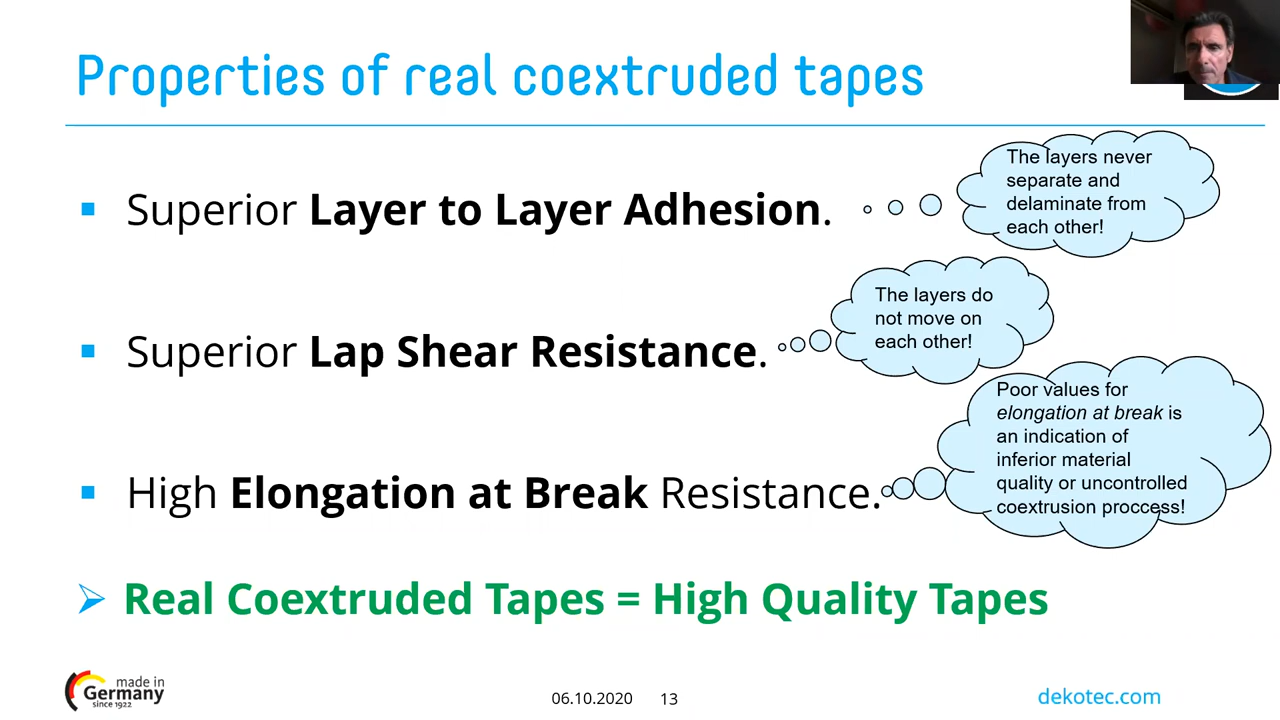 Properties of real coextruded tapes
The layers never
separate and
delaminate from
each other!
▪ Superior Layer to Layer Adhesion.
The layers do
not move on
each other!
▪ Superior Lap Shear Resistance.
Poor values for
elongation at break is
an indication of
inferior material
quality or uncontrolled
coextrusion proccess!
▪ High Elongation at Break Resistance.
➢ Real Coextruded Tapes = High Quality Tapes
made in
Germany
since 1922
06.10.2020 13
dekotec.com